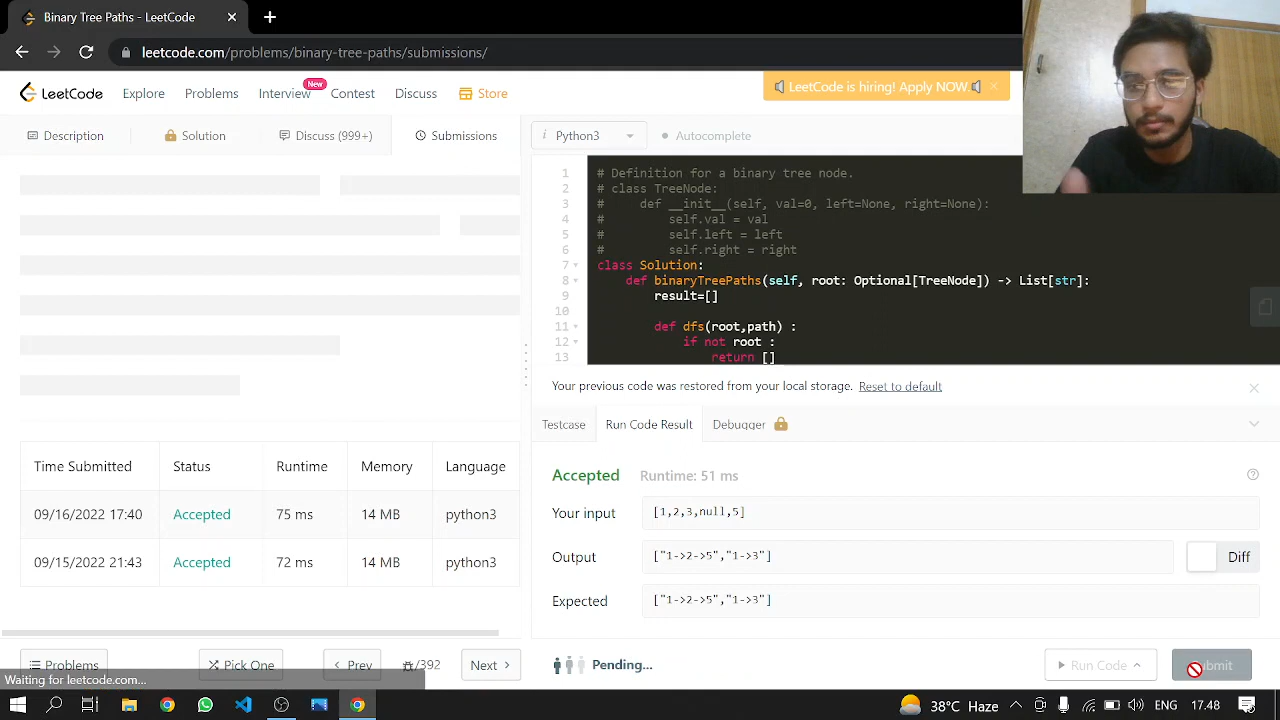 Binary Tree Paths - LeetCode
leetcode.com/problems/binary-tree-paths/submissions/
LeetCode Explore Problems Interview New Contest Discuss Store
LeetCode is hiring! Apply NOW.
Description Solution Discuss (999+) Submissions
i Python3 Autocomplete
1 # Definition for a binary tree node.
2 # class TreeNode:
3 #     def __init__(self, val=0, left=None, right=None):
4 #         self.val = val
5 #         self.left = left
6 #         self.right = right
7 class Solution:
8     def binaryTreePaths(self, root: Optional[TreeNode]) -> List[str]:
9         result=[]
10
11         def dfs(root,path) :
12             if not root :
13                 return []
Your previous code was restored from your local storage. Reset to default
Testcase Run Code Result Debugger
Accepted Runtime: 51 ms
Your input [1,2,3,null,5]
Output ["1->2->5","1->3"] Diff
Expected ["1->2->5","1->3"]
Time Submitted Status Runtime Memory Language
09/16/2022 17:40 Accepted 75 ms 14 MB python3
09/15/2022 21:43 Accepted 72 ms 14 MB python3
Problems Pick One Prev /392 Next Pending... Run Code
Waiting for leetcode.com...
38°C Haze ENG 17.48